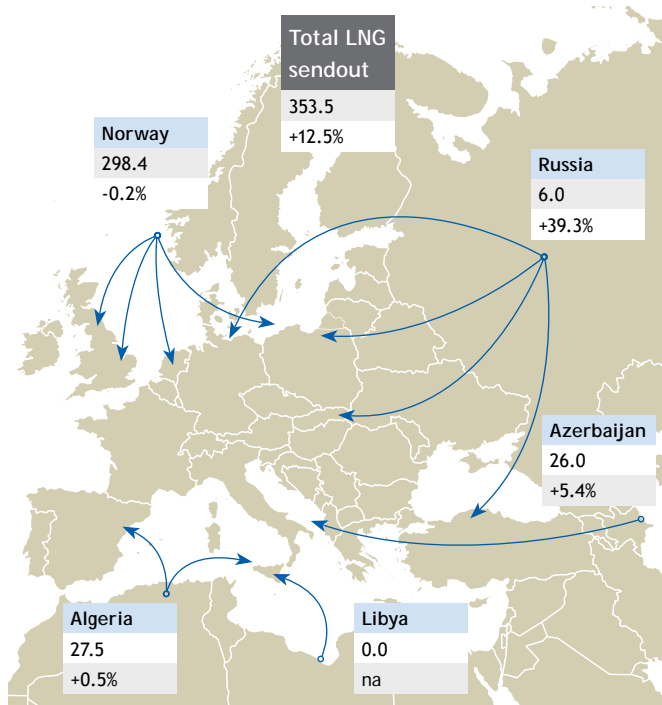 Total LNG
sendout
353.5
+12.5%
Norway
298.4
-0.2%
Russia
6.0
+39.3%
Azerbaijan
26.0
+5.4%
Algeria
27.5
+0.5%
Libya
0.0
na